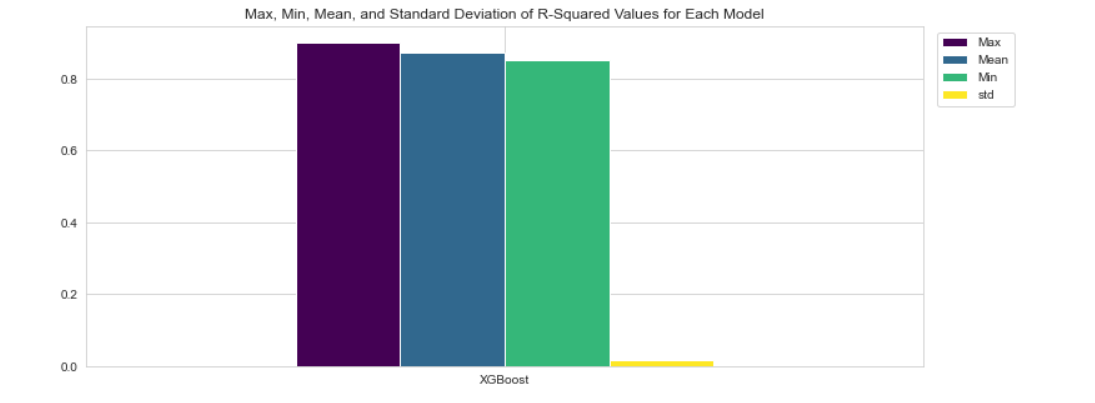 Max, Min, Mean, and Standard Deviation of R-Squared Values for Each Model
Max
Mean
Min
std
0.8
0.6
0.4
0.2
0.0
XGBoost